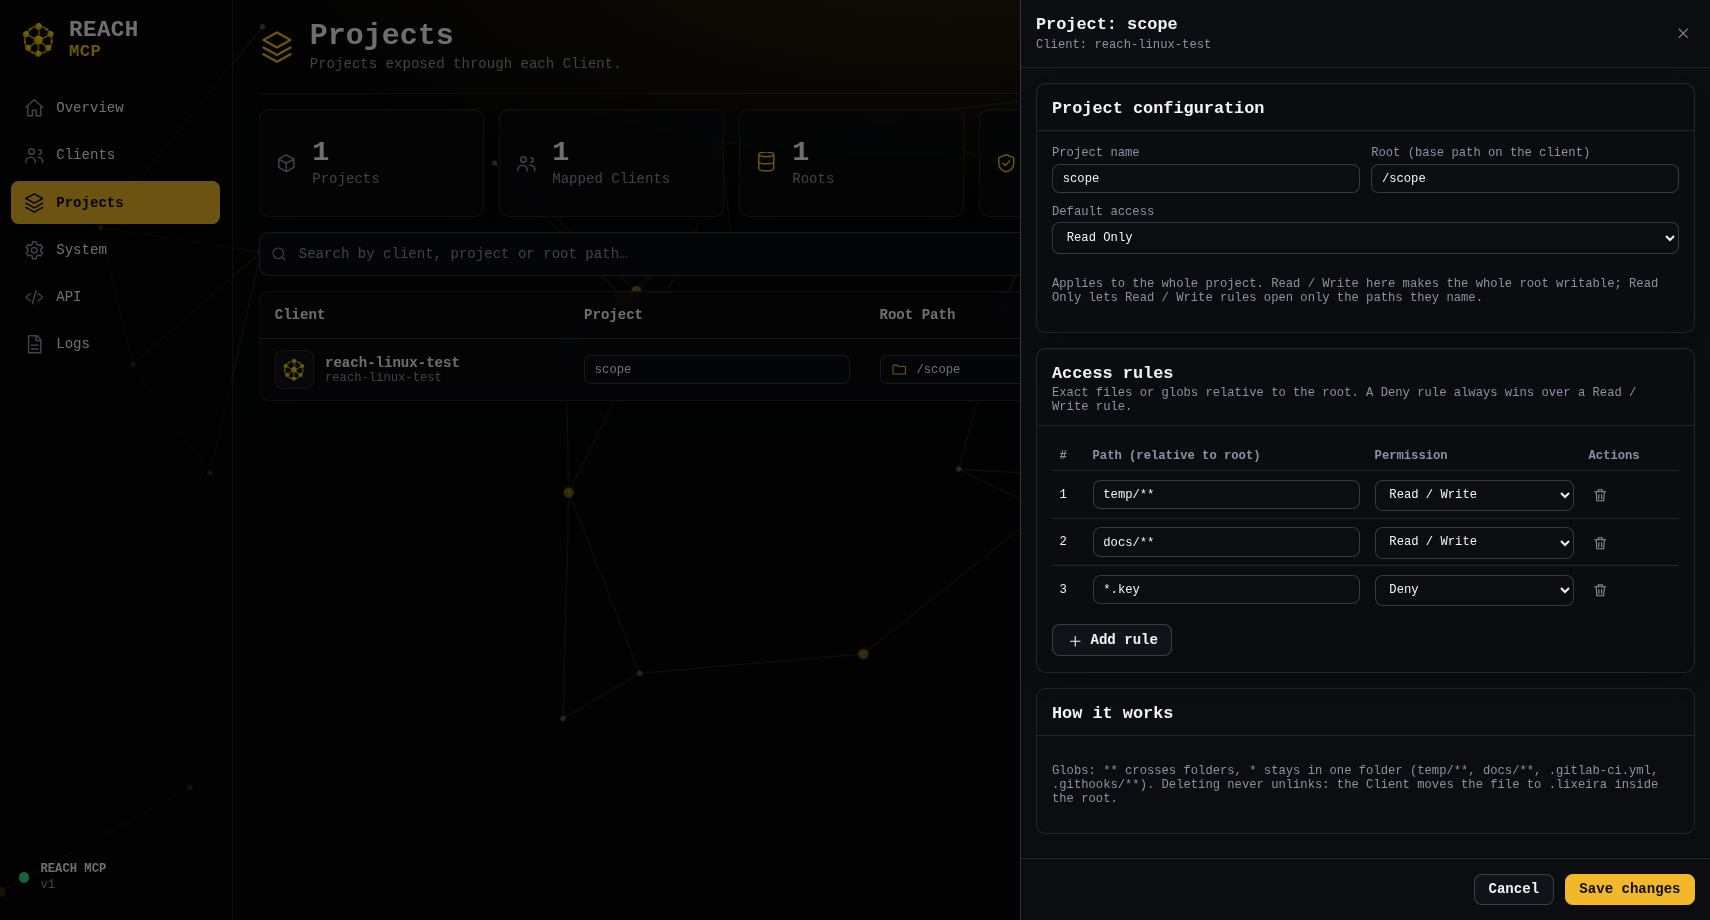 REACH
MCP
Overview
Clients
Projects
System
API
Logs
REACH MCP
v1
Projects
Projects exposed through each Client.
1
Projects
1
Mapped Clients
1
Roots
Search by client, project or root path…
Client Project Root Path
reach-linux-test
reach-linux-test
scope
/scope
Project: scope
Client: reach-linux-test
Project configuration
Project name
scope
Root (base path on the client)
/scope
Default access
Read Only
Applies to the whole project. Read / Write here makes the whole root writable; Read
Only lets Read / Write rules open only the paths they name.
Access rules
Exact files or globs relative to the root. A Deny rule always wins over a Read /
Write rule.
# Path (relative to root) Permission Actions
1 temp/** Read / Write
2 docs/** Read / Write
3 *.key Deny
Add rule
How it works
Globs: ** crosses folders, * stays in one folder (temp/**, docs/**, .gitlab-ci.yml,
.githooks/**). Deleting never unlinks: the Client moves the file to .lixeira inside
the root.
Cancel
Save changes